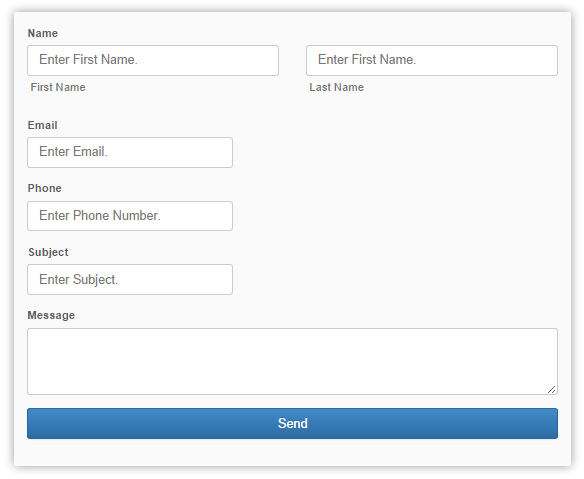 Name
Enter First Name. Enter First Name.
First Name Last Name
Email
Enter Email.
Phone
Enter Phone Number.
Subject
Enter Subject.
Message
Send